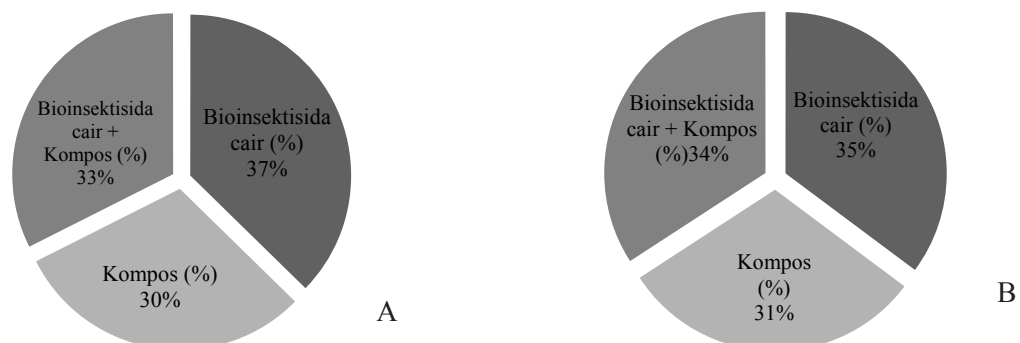 Bioinsektisida
cair +
Kompos (%)
33%
Bioinsektisida
cair (%)
37%
Kompos (%)
30%
A
Bioinsektisida
cair + Kompos
(%)34%
Bioinsektisida
cair (%)
35%
Kompos
(%)
31%
B